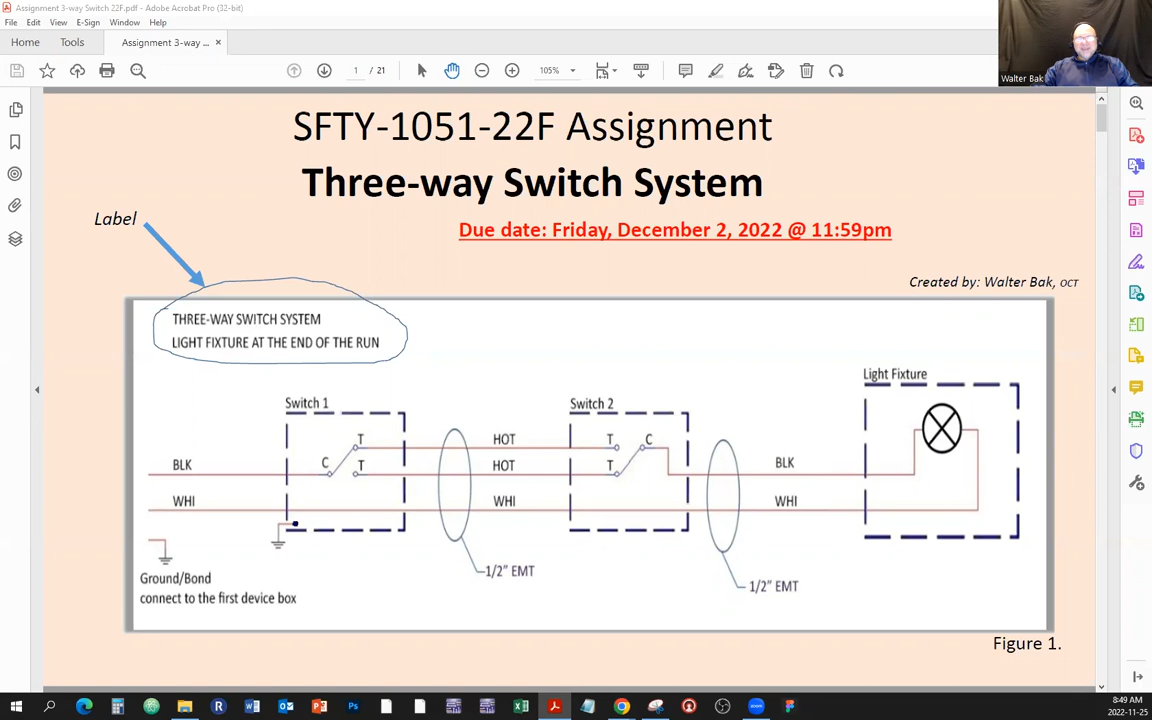 Assignment 3-way Switch 22F.pdf - Adobe Acrobat Pro (32-bit)
File Edit View E-Sign Window Help
Home Tools Assignment 3-way ... ×
1 / 21 105%
Walter Bak
SFTY-1051-22F Assignment
Three-way Switch System
Label
Due date: Friday, December 2, 2022 @ 11:59pm
Created by: Walter Bak, OCT
THREE-WAY SWITCH SYSTEM
LIGHT FIXTURE AT THE END OF THE RUN
Light Fixture
Switch 1 Switch 2
T HOT T C
BLK C T HOT T BLK
WHI WHI WHI
1/2" EMT
1/2" EMT
Ground/Bond
connect to the first device box
Figure 1.
8:49 AM
2022-11-25